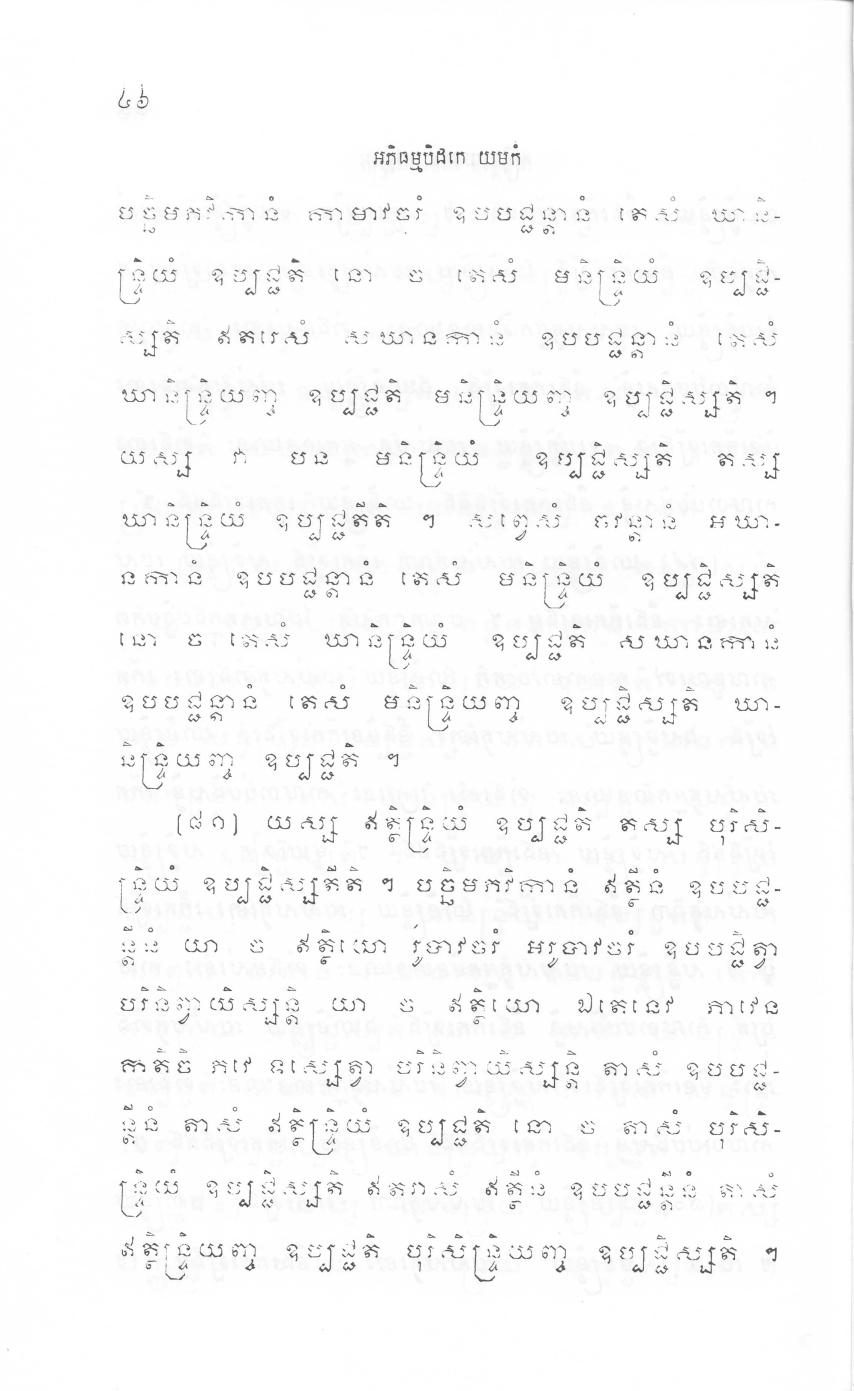 ៤៦
អភិធម្មបិដកេ យមកំ
បច្ឆិមភវិកានំ កាមាវចរំ ឧបបជ្ជន្តានំ តេសំ ឃានិ-
ន្ទ្រិយំ ឧប្បជ្ជតិ នោ ច តេសំ មនិន្ទ្រិយំ ឧប្បជ្ជិ-
ស្សតិ ឥតរេសំ សឃានកានំ ឧបបជ្ជន្តានំ តេសំ
ឃានិន្ទ្រិយញ្ច ឧប្បជ្ជតិ មនិន្ទ្រិយញ្ច ឧប្បជ្ជិស្សតិ ។
យស្ស វា បន មនិន្ទ្រិយំ ឧប្បជ្ជិស្សតិ តស្ស
ឃានិន្ទ្រិយំ ឧប្បជ្ជតីតិ ។ សព្វេសំ ចវន្តានំ អឃា-
នកានំ ឧបបជ្ជន្តានំ តេសំ មនិន្ទ្រិយំ ឧប្បជ្ជិស្សតិ
នោ ច តេសំ ឃានិន្ទ្រិយំ ឧប្បជ្ជតិ សឃានកានំ
ឧបបជ្ជន្តានំ តេសំ មនិន្ទ្រិយញ្ច ឧប្បជ្ជិស្សតិ ឃា-
និន្ទ្រិយញ្ច ឧប្បជ្ជតិ ។
(៨១) យស្ស ឥត្ថិន្ទ្រិយំ ឧប្បជ្ជតិ តស្ស បុរិសិ-
ន្ទ្រិយំ ឧប្បជ្ជិស្សតីតិ ។ បច្ឆិមភវិកានំ ឥត្ថីនំ ឧបបជ្ជ-
ន្តីនំ យា ច ឥត្ថិយោ រូបាវចរំ អរូបាវចរំ ឧបបជ្ជិត្វា
បរិនិព្វាយិស្សន្តិ យា ច ឥត្ថិយោ ឯតេនេវ ភាវេន
កតិចិ ភវេ ទស្សេត្វា បរិនិព្វាយិស្សន្តិ តាសំ ឧបបជ្ជ-
ន្តីនំ តាសំ ឥត្ថិន្ទ្រិយំ ឧប្បជ្ជតិ នោ ច តាសំ បុរិសិ-
ន្ទ្រិយំ ឧប្បជ្ជិស្សតិ ឥតរាសំ ឥត្ថីនំ ឧបបជ្ជន្តីនំ តាសំ
ឥត្ថិន្ទ្រិយញ្ច ឧប្បជ្ជតិ បុរិសិន្ទ្រិយញ្ច ឧប្បជ្ជិស្សតិ ។